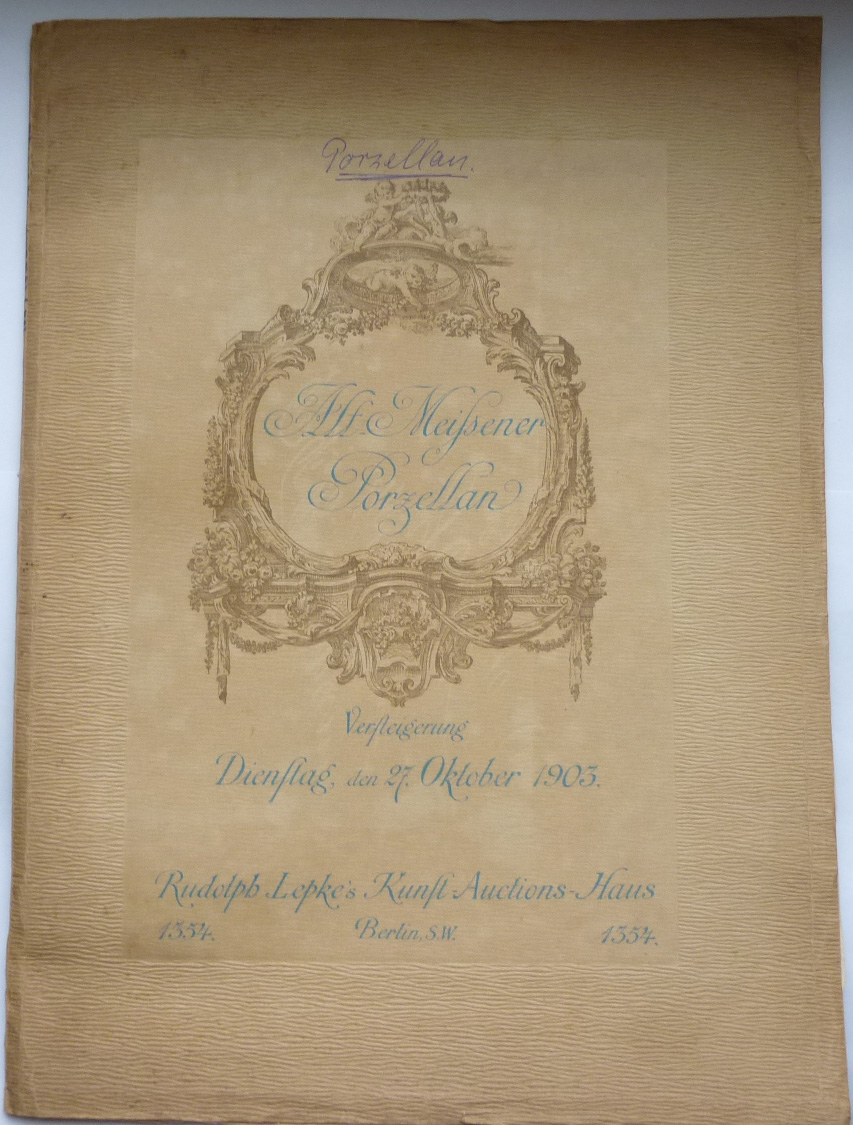 Porzellan.
Alt-Meißener
Porzellan
Versteigerung
Dienstag, den 27. Oktober 1903.
Rudolph Lepke's Kunst-Auctions-Haus
1354. Berlin, S.W. 1354.